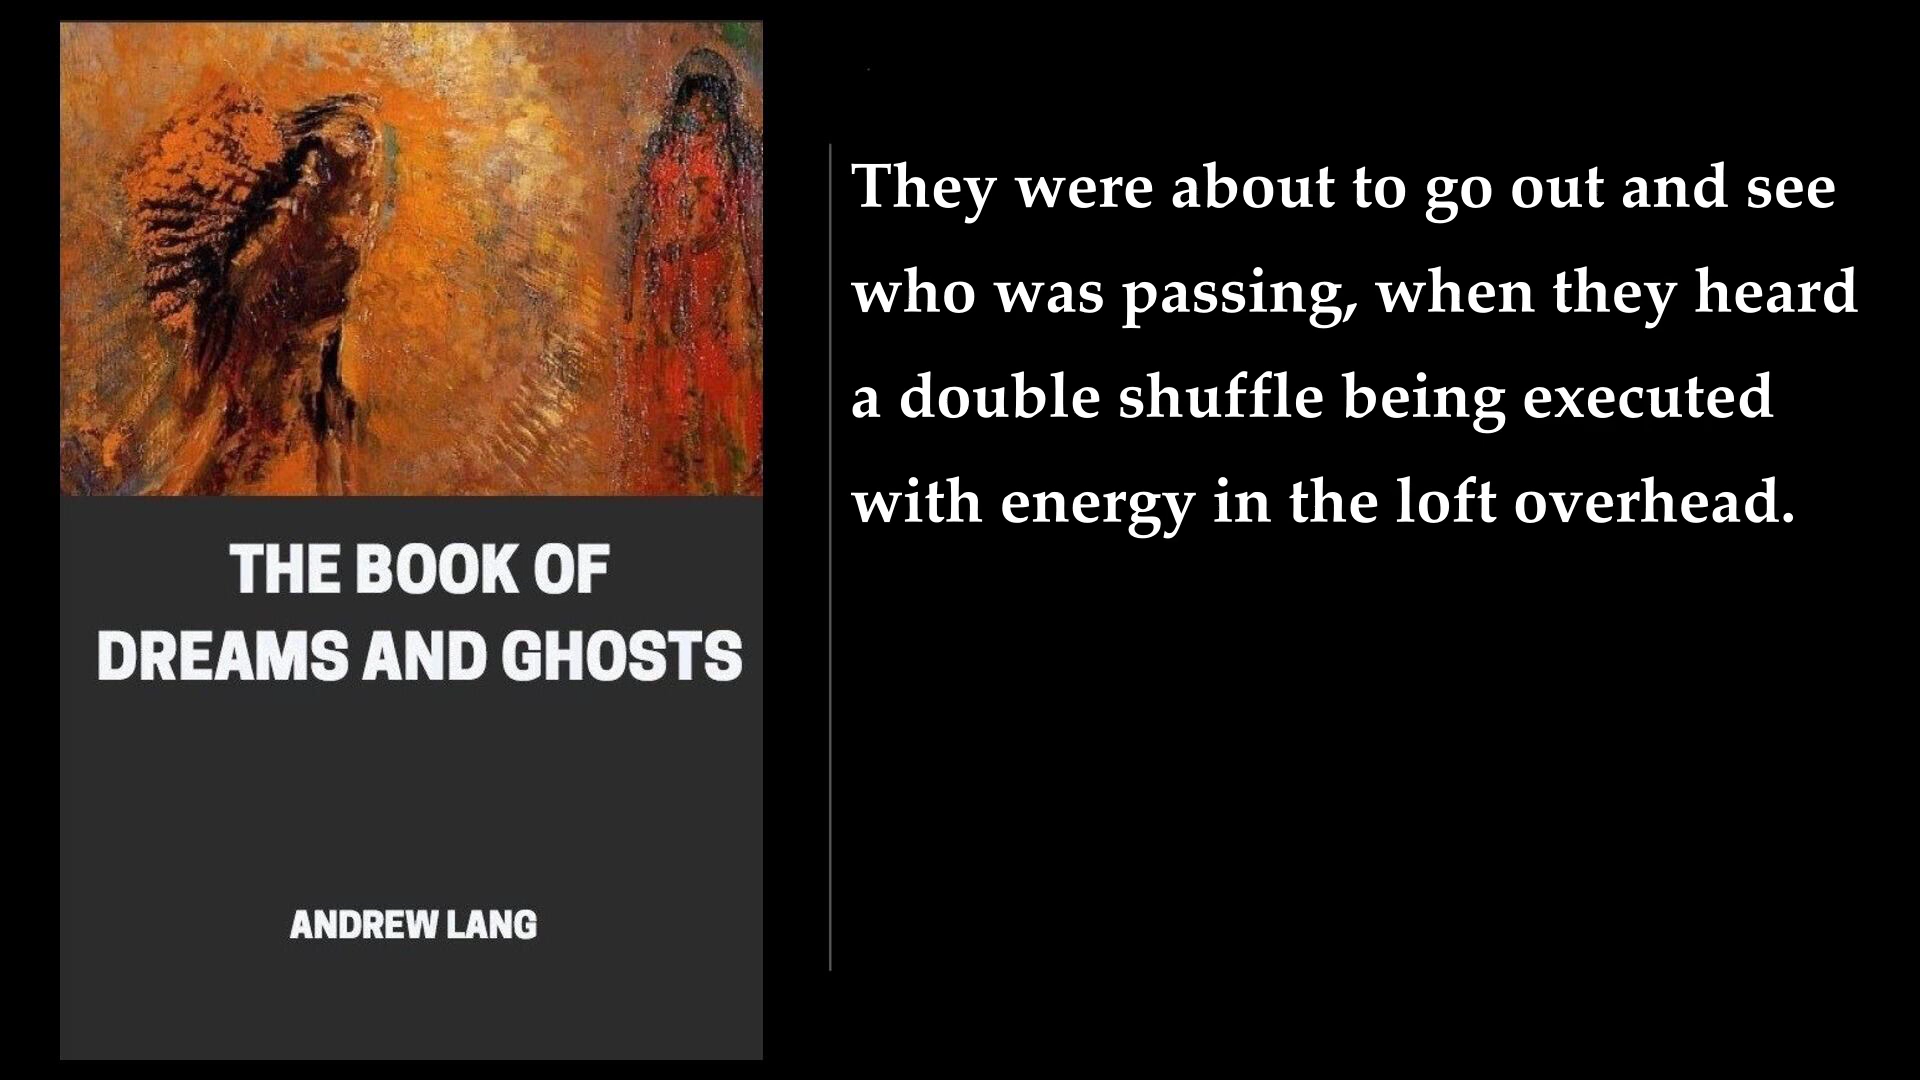 THE BOOK OF
DREAMS AND GHOSTS
ANDREW LANG
They were about to go out and see
who was passing, when they heard
a double shuffle being executed
with energy in the loft overhead.